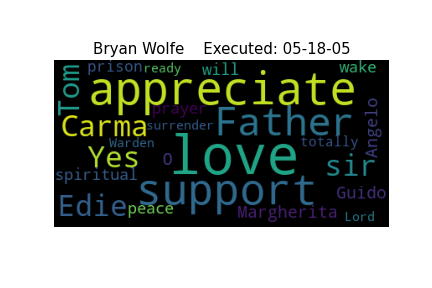 Bryan Wolfe    Executed: 05-18-05
Tom prison ready will wake
appreciate
Carma prayer Father Angelo
surrender
Yes Warden O love totally sir
spiritual support Guido
Edie peace Margherita Lord